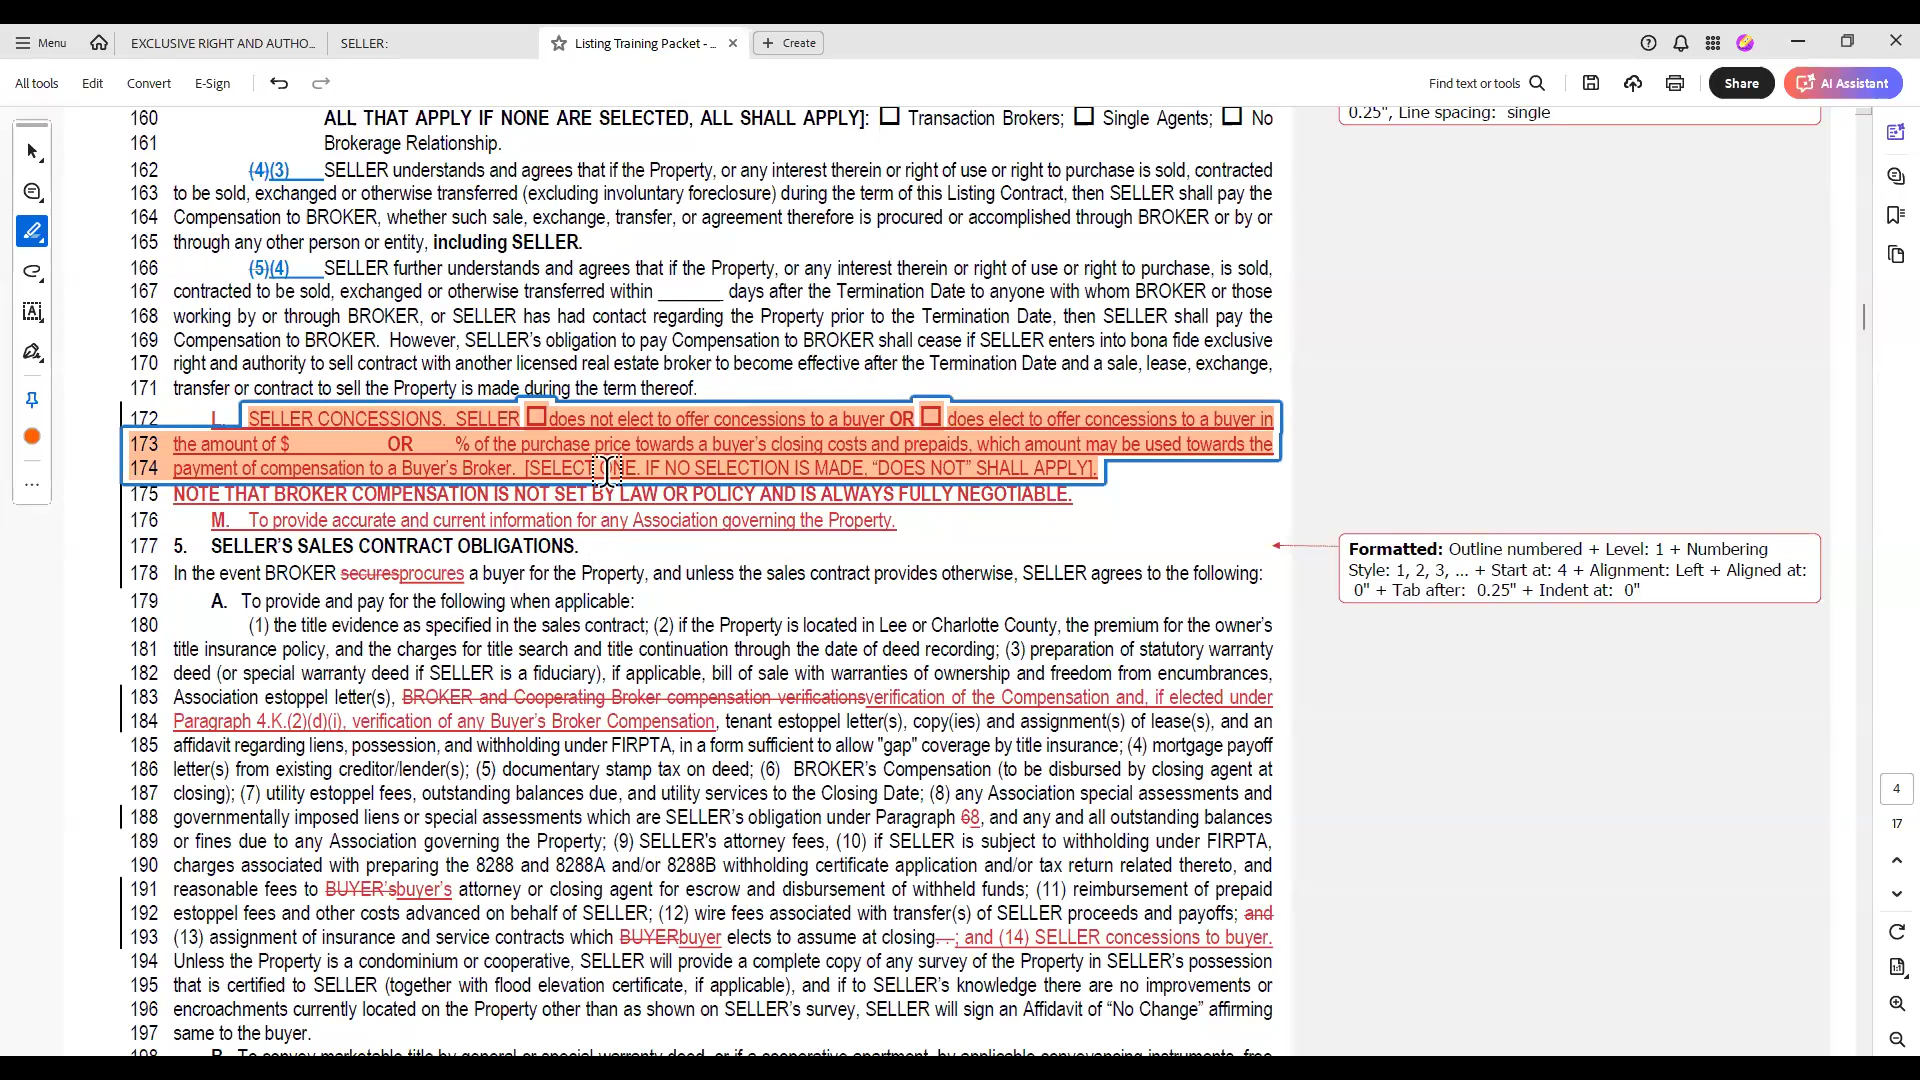 Menu
EXCLUSIVE RIGHT AND AUTHO...
SELLER:
Listing Training Packet - ...
Create
All tools
Edit
Convert
E-Sign
Find text or tools
Share
AI Assistant
160 ALL THAT APPLY IF NONE ARE SELECTED, ALL SHALL APPLY]: ☐ Transaction Brokers; ☐ Single Agents; ☐ No
0.25", Line spacing: single
161 Brokerage Relationship.
162 (4)(3) SELLER understands and agrees that if the Property, or any interest therein or right of use or right to purchase is sold, contracted
163 to be sold, exchanged or otherwise transferred (excluding involuntary foreclosure) during the term of this Listing Contract, then SELLER shall pay the
164 Compensation to BROKER, whether such sale, exchange, transfer, or agreement therefore is procured or accomplished through BROKER or by or
165 through any other person or entity, including SELLER.
166 (5)(4) SELLER further understands and agrees that if the Property, or any interest therein or right of use or right to purchase, is sold,
167 contracted to be sold, exchanged or otherwise transferred within _______ days after the Termination Date to anyone with whom BROKER or those
168 working by or through BROKER, or SELLER has had contact regarding the Property prior to the Termination Date, then SELLER shall pay the
169 Compensation to BROKER. However, SELLER's obligation to pay Compensation to BROKER shall cease if SELLER enters into bona fide exclusive
170 right and authority to sell contract with another licensed real estate broker to become effective after the Termination Date and a sale, lease, exchange,
171 transfer or contract to sell the Property is made during the term thereof.
172 L. SELLER CONCESSIONS. SELLER ☐ does not elect to offer concessions to a buyer OR ☐ does elect to offer concessions to a buyer in
173 the amount of $ OR % of the purchase price towards a buyer's closing costs and prepaids, which amount may be used towards the
174 payment of compensation to a Buyer's Broker. [SELECT ONE. IF NO SELECTION IS MADE, “DOES NOT” SHALL APPLY].
175 NOTE THAT BROKER COMPENSATION IS NOT SET BY LAW OR POLICY AND IS ALWAYS FULLY NEGOTIABLE.
176 M. To provide accurate and current information for any Association governing the Property.
177 5. SELLER'S SALES CONTRACT OBLIGATIONS.
Formatted: Outline numbered + Level: 1 + Numbering
Style: 1, 2, 3, ... + Start at: 4 + Alignment: Left + Aligned at:
0" + Tab after: 0.25" + Indent at: 0"
178 In the event BROKER securesprocures a buyer for the Property, and unless the sales contract provides otherwise, SELLER agrees to the following:
179 A. To provide and pay for the following when applicable:
180 (1) the title evidence as specified in the sales contract; (2) if the Property is located in Lee or Charlotte County, the premium for the owner's
181 title insurance policy, and the charges for title search and title continuation through the date of deed recording; (3) preparation of statutory warranty
182 deed (or special warranty deed if SELLER is a fiduciary), if applicable, bill of sale with warranties of ownership and freedom from encumbrances,
183 Association estoppel letter(s), BROKER and Cooperating Broker compensation verificationsverification of the Compensation and, if elected under
184 Paragraph 4.K.(2)(d)(i), verification of any Buyer's Broker Compensation, tenant estoppel letter(s), copy(ies) and assignment(s) of lease(s), and an
185 affidavit regarding liens, possession, and withholding under FIRPTA, in a form sufficient to allow "gap" coverage by title insurance; (4) mortgage payoff
186 letter(s) from existing creditor/lender(s); (5) documentary stamp tax on deed; (6) BROKER's Compensation (to be disbursed by closing agent at
187 closing); (7) utility estoppel fees, outstanding balances due, and utility services to the Closing Date; (8) any Association special assessments and
188 governmentally imposed liens or special assessments which are SELLER's obligation under Paragraph 68, and any and all outstanding balances
189 or fines due to any Association governing the Property; (9) SELLER's attorney fees, (10) if SELLER is subject to withholding under FIRPTA,
190 charges associated with preparing the 8288 and 8288A and/or 8288B withholding certificate application and/or tax return related thereto, and
191 reasonable fees to BUYER'sbuyer's attorney or closing agent for escrow and disbursement of withheld funds; (11) reimbursement of prepaid
192 estoppel fees and other costs advanced on behalf of SELLER; (12) wire fees associated with transfer(s) of SELLER proceeds and payoffs; and
193 (13) assignment of insurance and service contracts which BUYERbuyer elects to assume at closing. . ; and (14) SELLER concessions to buyer.
194 Unless the Property is a condominium or cooperative, SELLER will provide a complete copy of any survey of the Property in SELLER's possession
195 that is certified to SELLER (together with flood elevation certificate, if applicable), and if to SELLER's knowledge there are no improvements or
196 encroachments currently located on the Property other than as shown on SELLER's survey, SELLER will sign an Affidavit of “No Change” affirming
197 same to the buyer.
198 B. To convey marketable title by general or special warranty deed, or if a cooperative apartment, by applicable conveyancing instruments, free
4
17